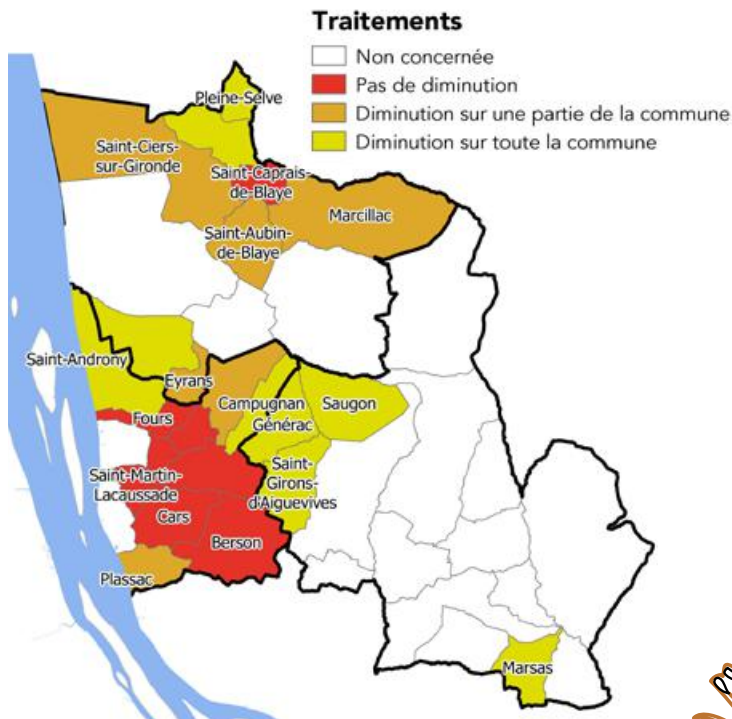 Traitements
Non concernée
Pas de diminution
Diminution sur une partie de la commune
Diminution sur toute la commune
Pleine-Selve
Saint-Ciers-
sur-Gironde
Saint-Caprais-
de-Blaye
Marcillac
Saint-Aubin-
de-Blaye
Saint-Androny
Eyrans
Campugnan
Saugon
Fours
Générac
Saint-
Girons-
d'Aiguevives
Saint-Martin-
Lacaussade
Cars
Berson
Plassac
Marsas